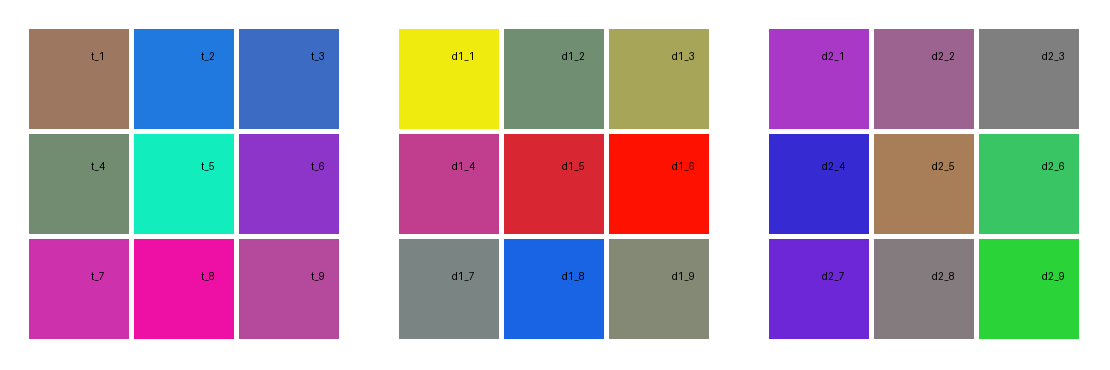 t_1 t_2 t_3 d1_1 d1_2 d1_3 d2_1 d2_2 d2_3
t_4 t_5 t_6 d1_4 d1_5 d1_6 d2_4 d2_5 d2_6
t_7 t_8 t_9 d1_7 d1_8 d1_9 d2_7 d2_8 d2_9